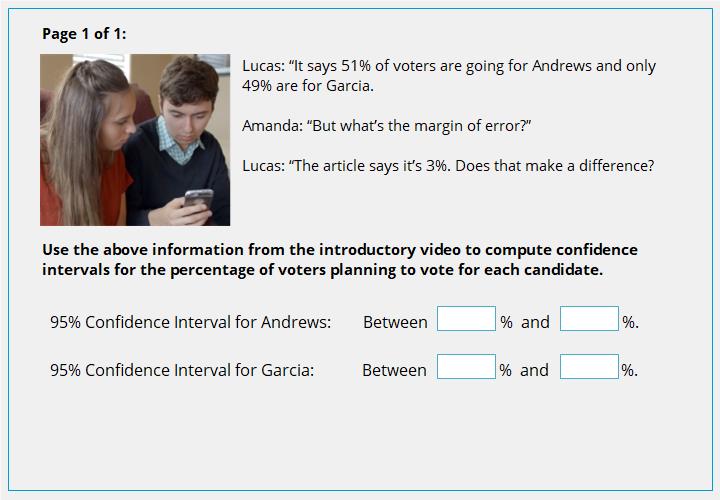 Page 1 of 1:
Lucas: “It says 51% of voters are going for Andrews and only
49% are for Garcia.
Amanda: “But what’s the margin of error?”
Lucas: “The article says it’s 3%. Does that make a difference?
Use the above information from the introductory video to compute confidence
intervals for the percentage of voters planning to vote for each candidate.
95% Confidence Interval for Andrews: Between % and %.
95% Confidence Interval for Garcia: Between % and %.